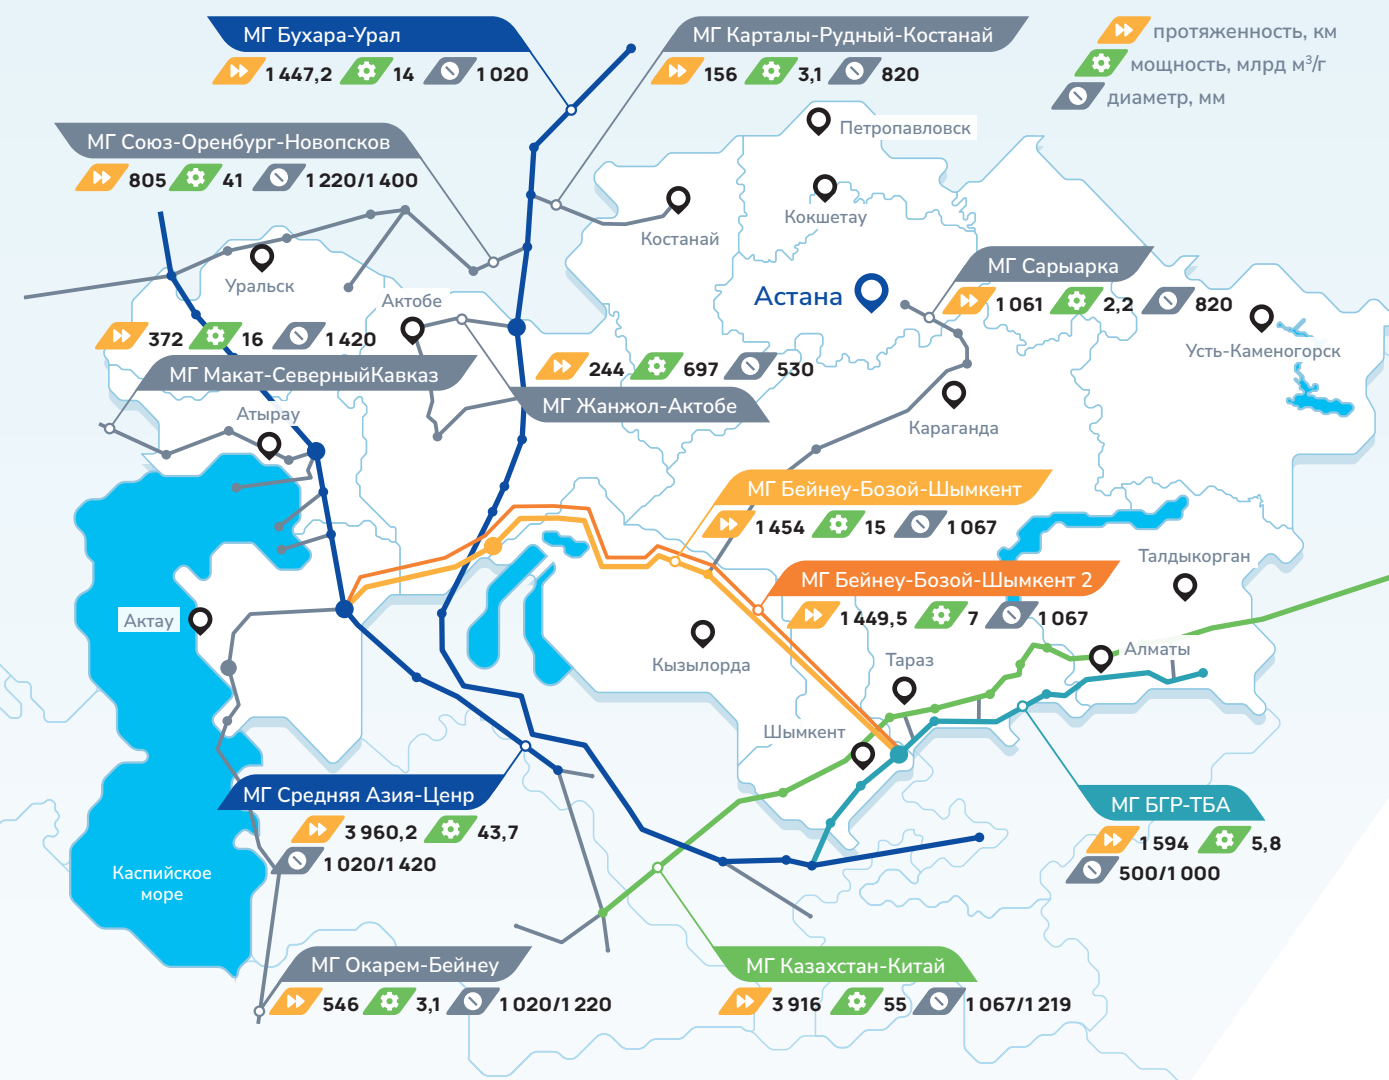 МГ Бухара-Урал
1 447,2 14 1 020
МГ Карталы-Рудный-Костанай
156 3,1 820
протяженность, км
мощность, млрд м³/г
диаметр, мм
МГ Союз-Оренбург-Новопсков
805 41 1 220/1 400
Петропавловск
Кокшетау
Костанай
Уральск
Актобе
Астана
МГ Сарыарка
1 061 2,2 820
Усть-Каменогорск
372 16 1 420
МГ Макат-СеверныйКавказ
244 697 530
МГ Жанжол-Актобе
Атырау
Караганда
МГ Бейнеу-Бозой-Шымкент
1 454 15 1 067
Талдыкорган
МГ Бейнеу-Бозой-Шымкент 2
1 449,5 7 1 067
Актау
Кызылорда
Тараз
Алматы
Шымкент
МГ Средняя Азия-Ценр
3 960,2 43,7
1 020/1 420
МГ БГР-ТБА
1 594 5,8
500/1 000
Каспийское
море
МГ Окарем-Бейнеу
546 3,1 1 020/1 220
МГ Казахстан-Китай
3 916 55 1 067/1 219